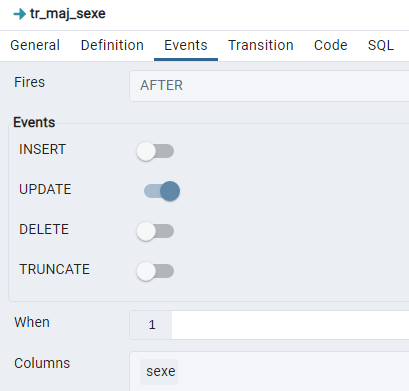 tr_maj_sexe
General Definition Events Transition Code SQL
Fires AFTER
Events
INSERT
UPDATE
DELETE
TRUNCATE
When 1
Columns sexe